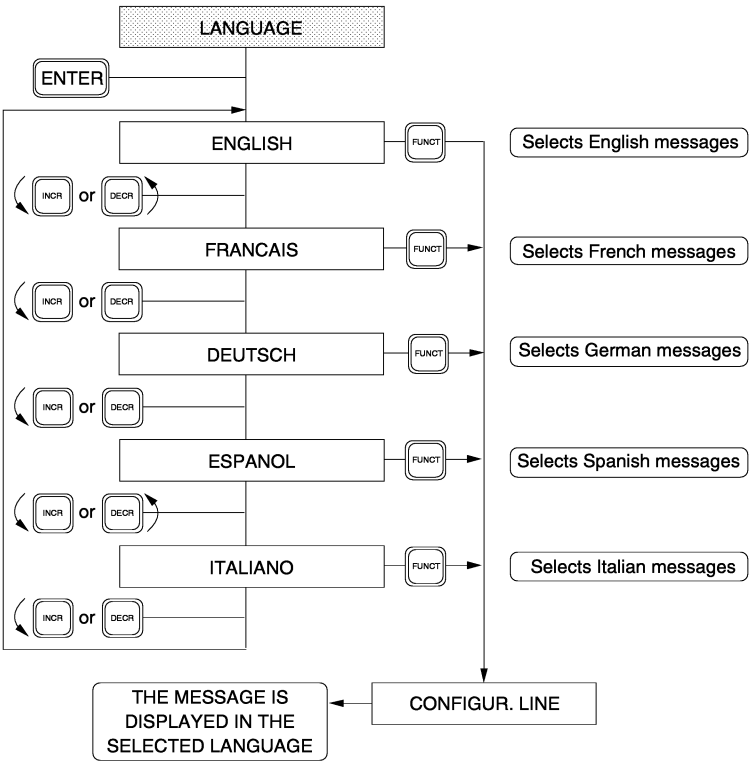 LANGUAGE
ENTER
ENGLISH
FUNCT
Selects English messages
INCR or DECR
FRANCAIS
FUNCT
Selects French messages
INCR or DECR
DEUTSCH
FUNCT
Selects German messages
INCR or DECR
ESPANOL
FUNCT
Selects Spanish messages
INCR or DECR
ITALIANO
FUNCT
Selects Italian messages
INCR or DECR
THE MESSAGE IS
DISPLAYED IN THE
SELECTED LANGUAGE
CONFIGUR. LINE